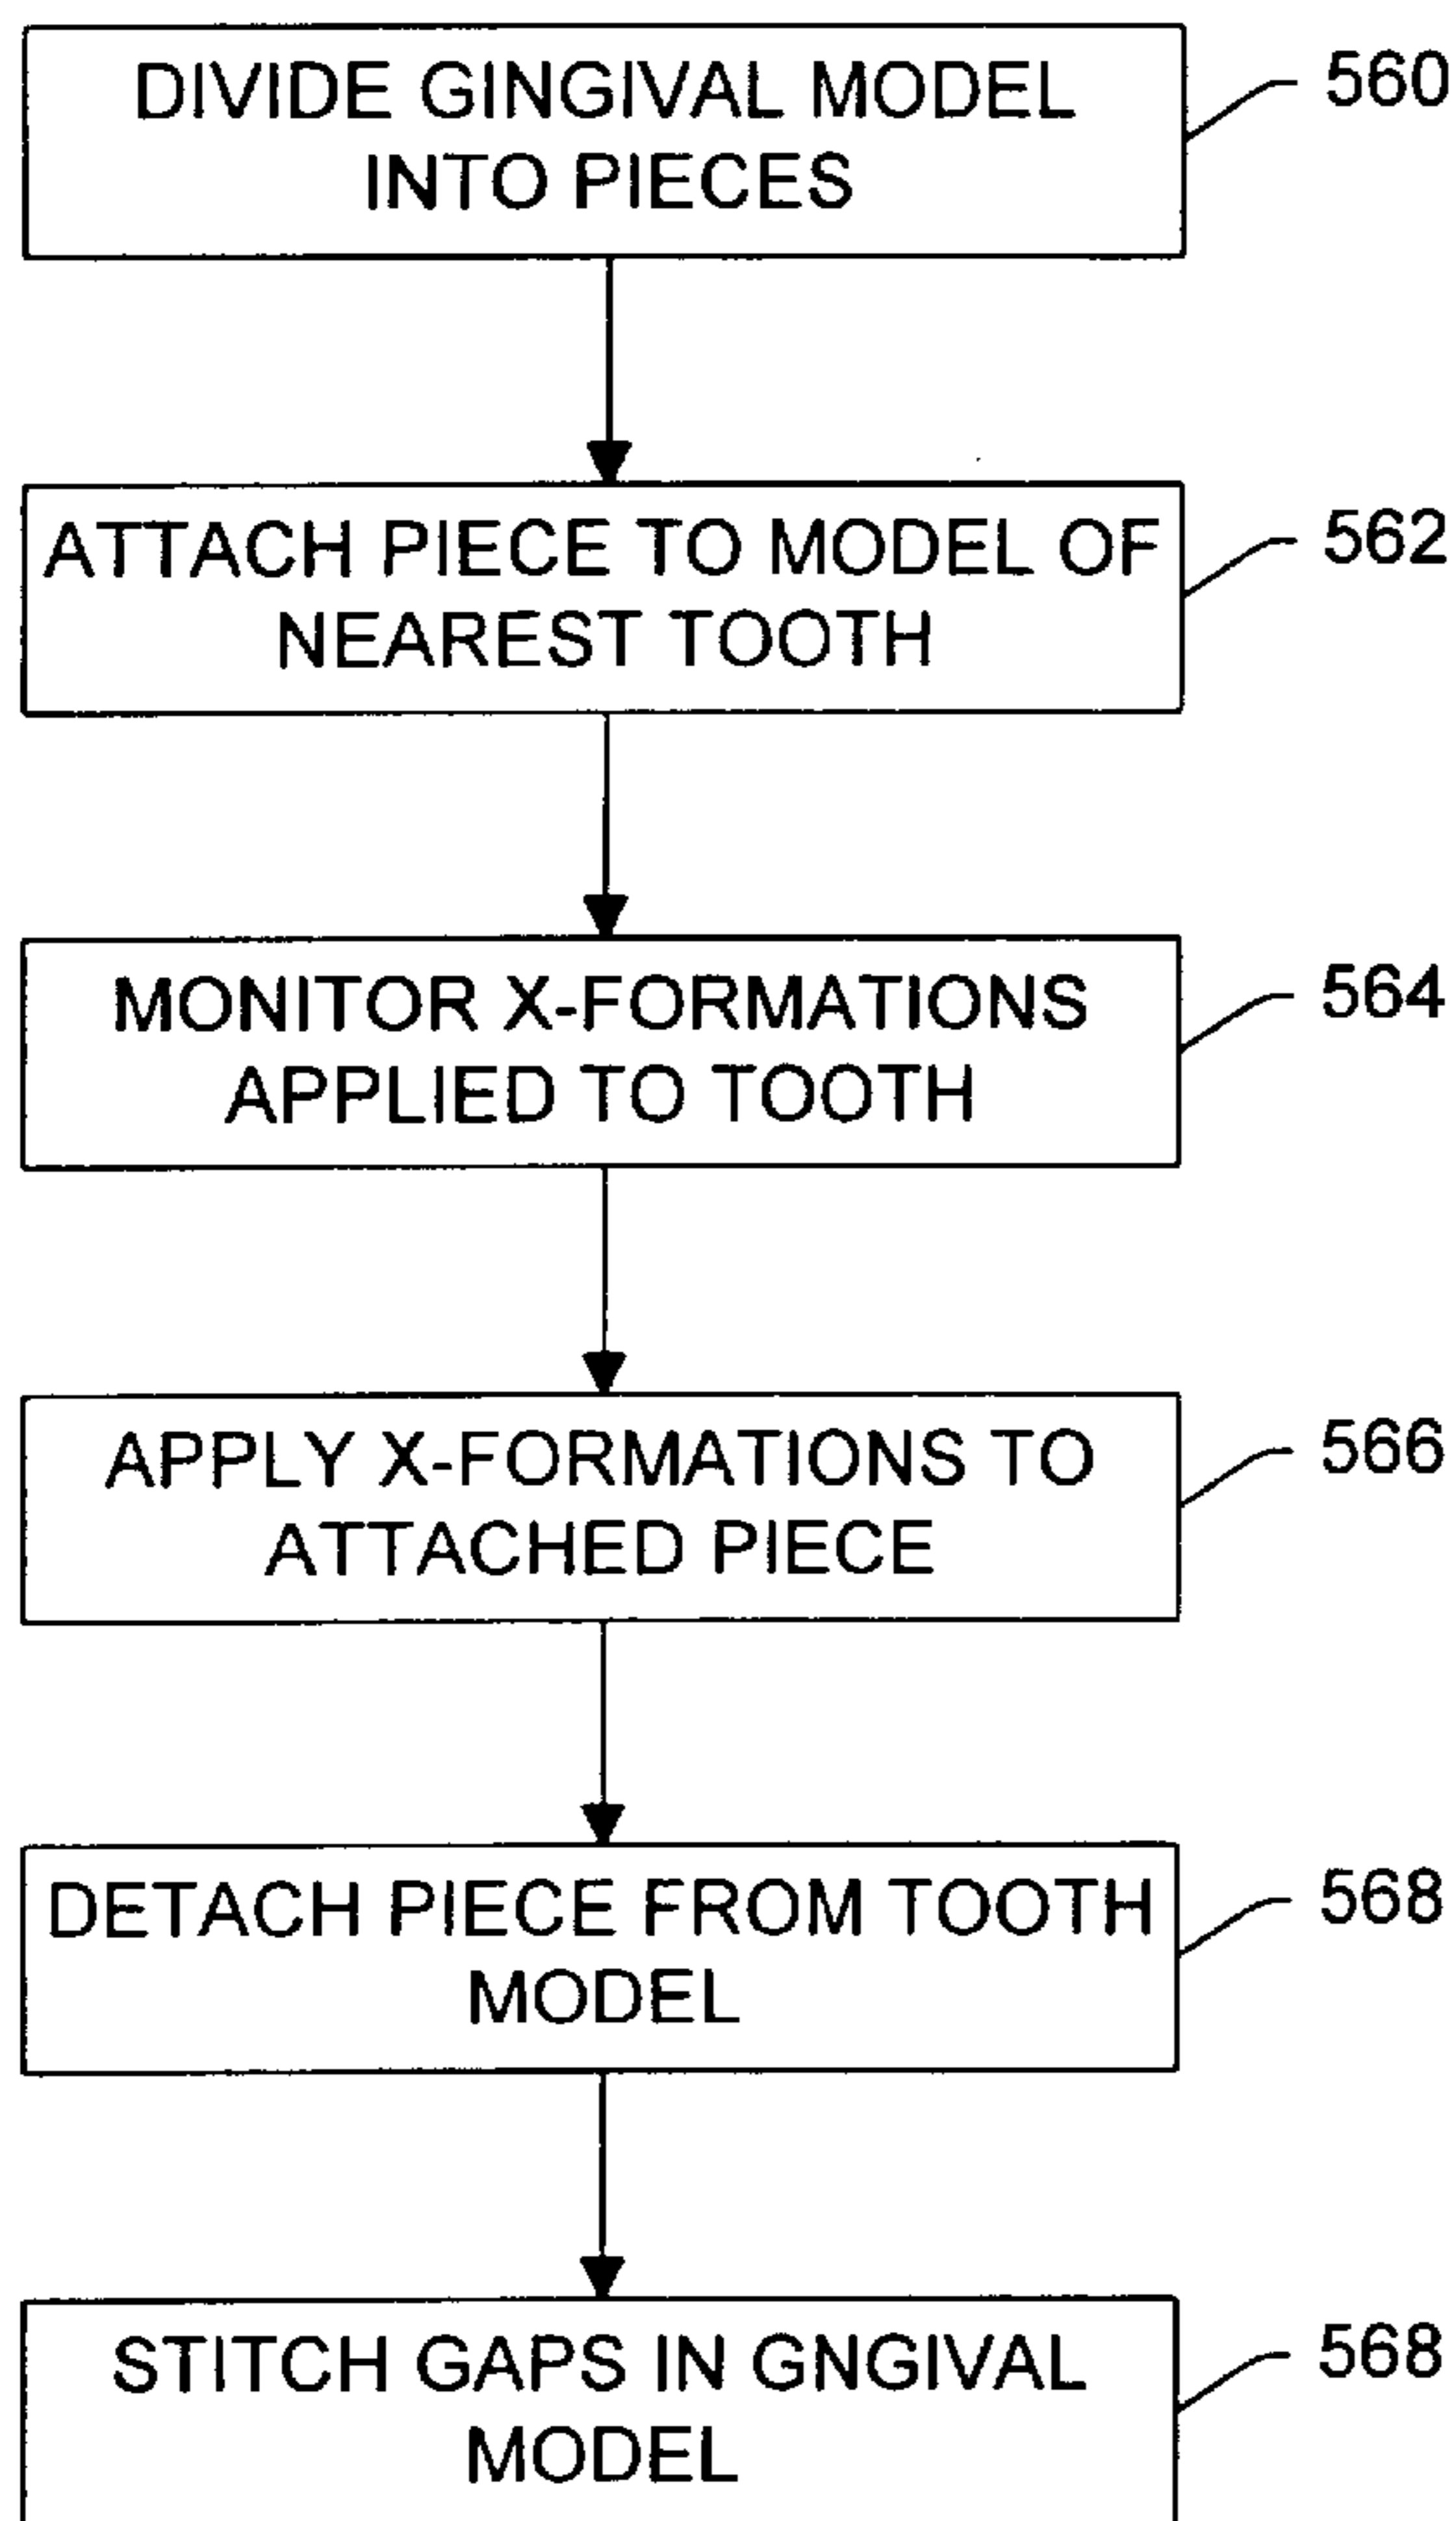 DIVIDE GINGIVAL MODEL
INTO PIECES
560
ATTACH PIECE TO MODEL OF
NEAREST TOOTH
562
MONITOR X-FORMATIONS
APPLIED TO TOOTH
564
APPLY X-FORMATIONS TO
ATTACHED PIECE
566
DETACH PIECE FROM TOOTH
MODEL
568
STITCH GAPS IN GNGIVAL
MODEL
568